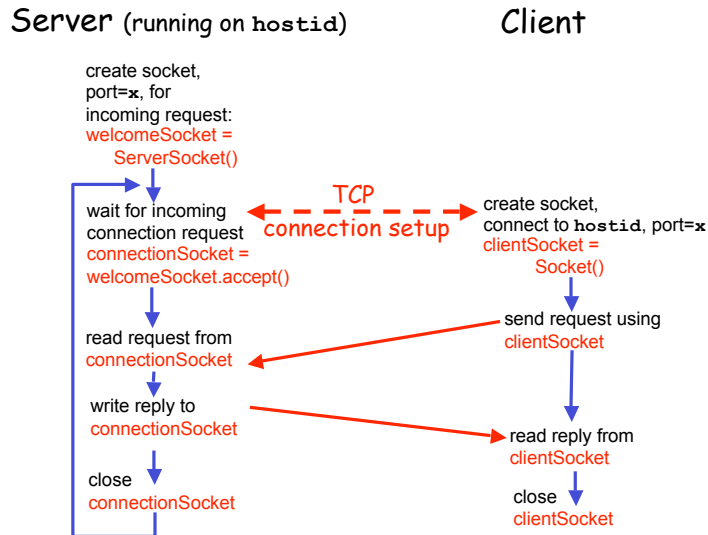 Server (running on hostid)
Client
create socket,
port=x, for
incoming request:
welcomeSocket =
ServerSocket()
wait for incoming
connection request
connectionSocket =
welcomeSocket.accept()
TCP
connection setup
create socket,
connect to hostid, port=x
clientSocket =
Socket()
send request using
clientSocket
read request from
connectionSocket
write reply to
connectionSocket
read reply from
clientSocket
close
connectionSocket
close
clientSocket